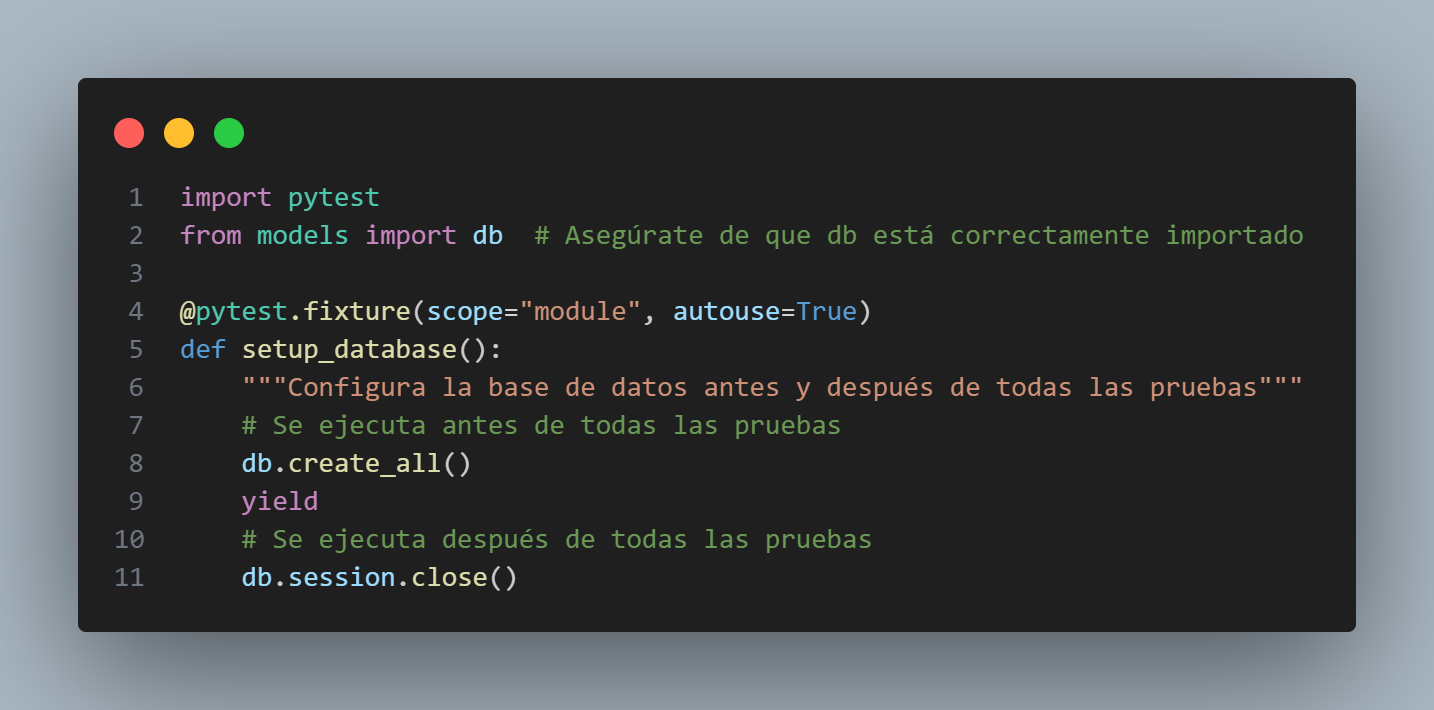 1 import pytest
2 from models import db  # Asegúrate de que db está correctamente importado
3
4 @pytest.fixture(scope="module", autouse=True)
5 def setup_database():
6     """Configura la base de datos antes y después de todas las pruebas"""
7     # Se ejecuta antes de todas las pruebas
8     db.create_all()
9     yield
10     # Se ejecuta después de todas las pruebas
11     db.session.close()